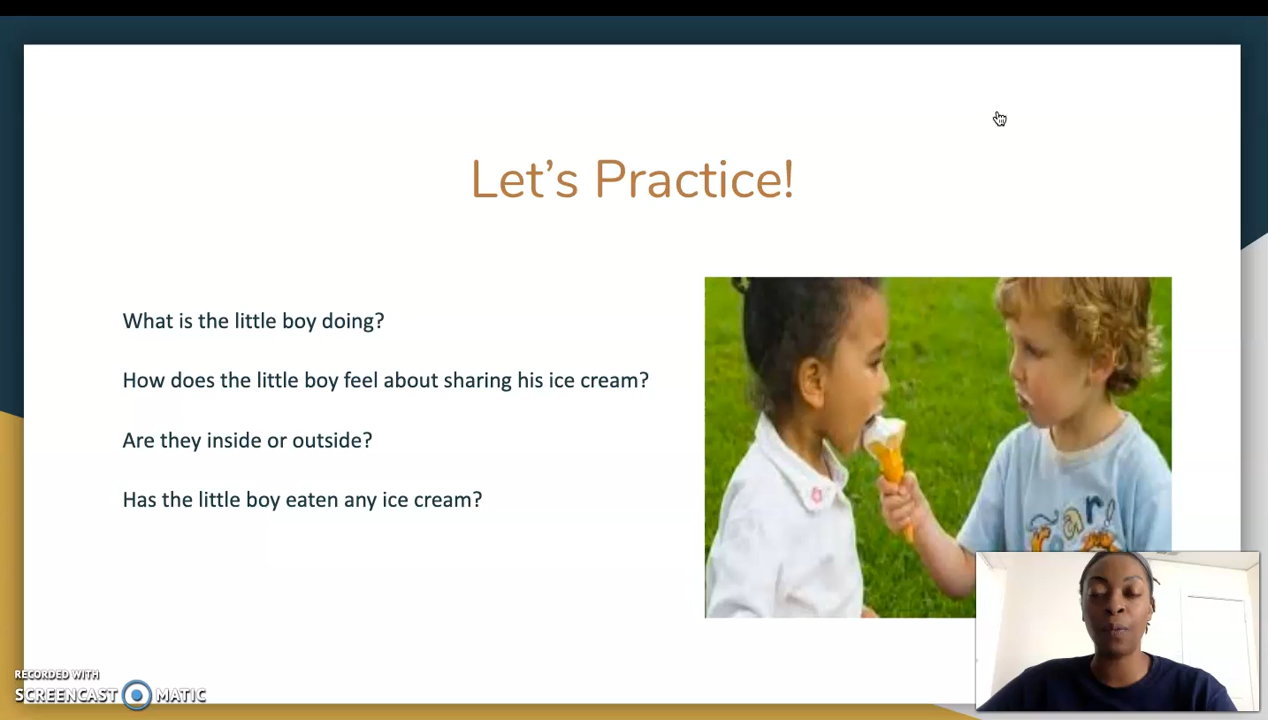 Let's Practice!
What is the little boy doing?
How does the little boy feel about sharing his ice cream?
Are they inside or outside?
Has the little boy eaten any ice cream?
RECORDED WITH
SCREENCAST MATIC